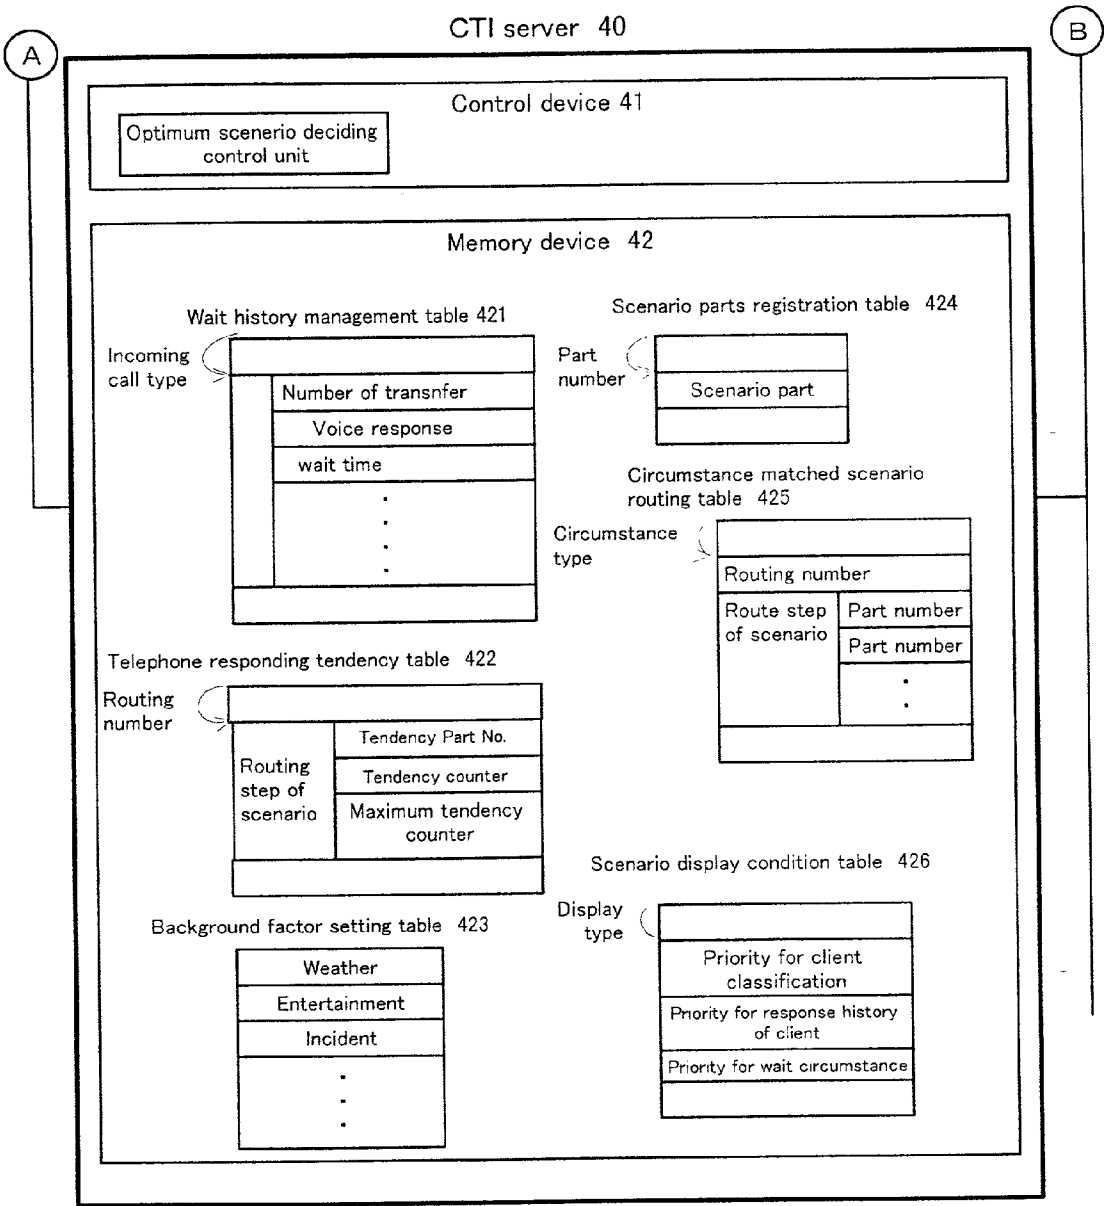 CTI server 40
A
B
Control device 41
Optimum scenerio deciding
control unit
Memory device 42
Wait history management table 421
Incoming
call type
Number of transnfer
Voice response
wait time
Telephone responding tendency table 422
Routing
number
Routing
step of
scenario
Tendency Part No.
Tendency counter
Maximum tendency
counter
Background factor setting table 423
Weather
Entertainment
Incident
Scenario parts registration table 424
Part
number
Scenario part
Circumstance matched scenario
routing table 425
Circumstance
type
Routing number
Route step
of scenario
Part number
Part number
Scenario display condition table 426
Display
type
Priority for client
classification
Priority for response history
of client
Priority for wait circumstance